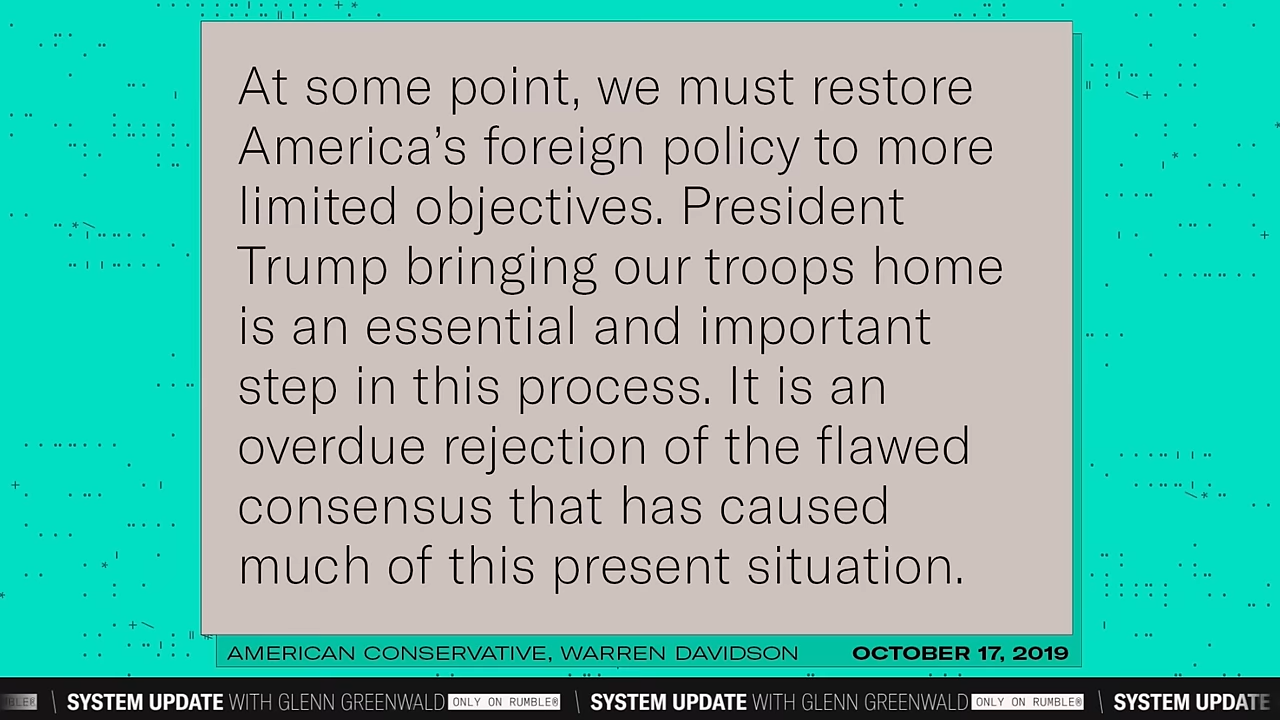 At some point, we must restore
America’s foreign policy to more
limited objectives. President
Trump bringing our troops home
is an essential and important
step in this process. It is an
overdue rejection of the flawed
consensus that has caused
much of this present situation.
AMERICAN CONSERVATIVE, WARREN DAVIDSON OCTOBER 17, 2019
SYSTEM UPDATE WITH GLENN GREENWALD ONLY ON RUMBLE® SYSTEM UPDATE WITH GLENN GREENWALD ONLY ON RUMBLE® SYSTEM UPDATE